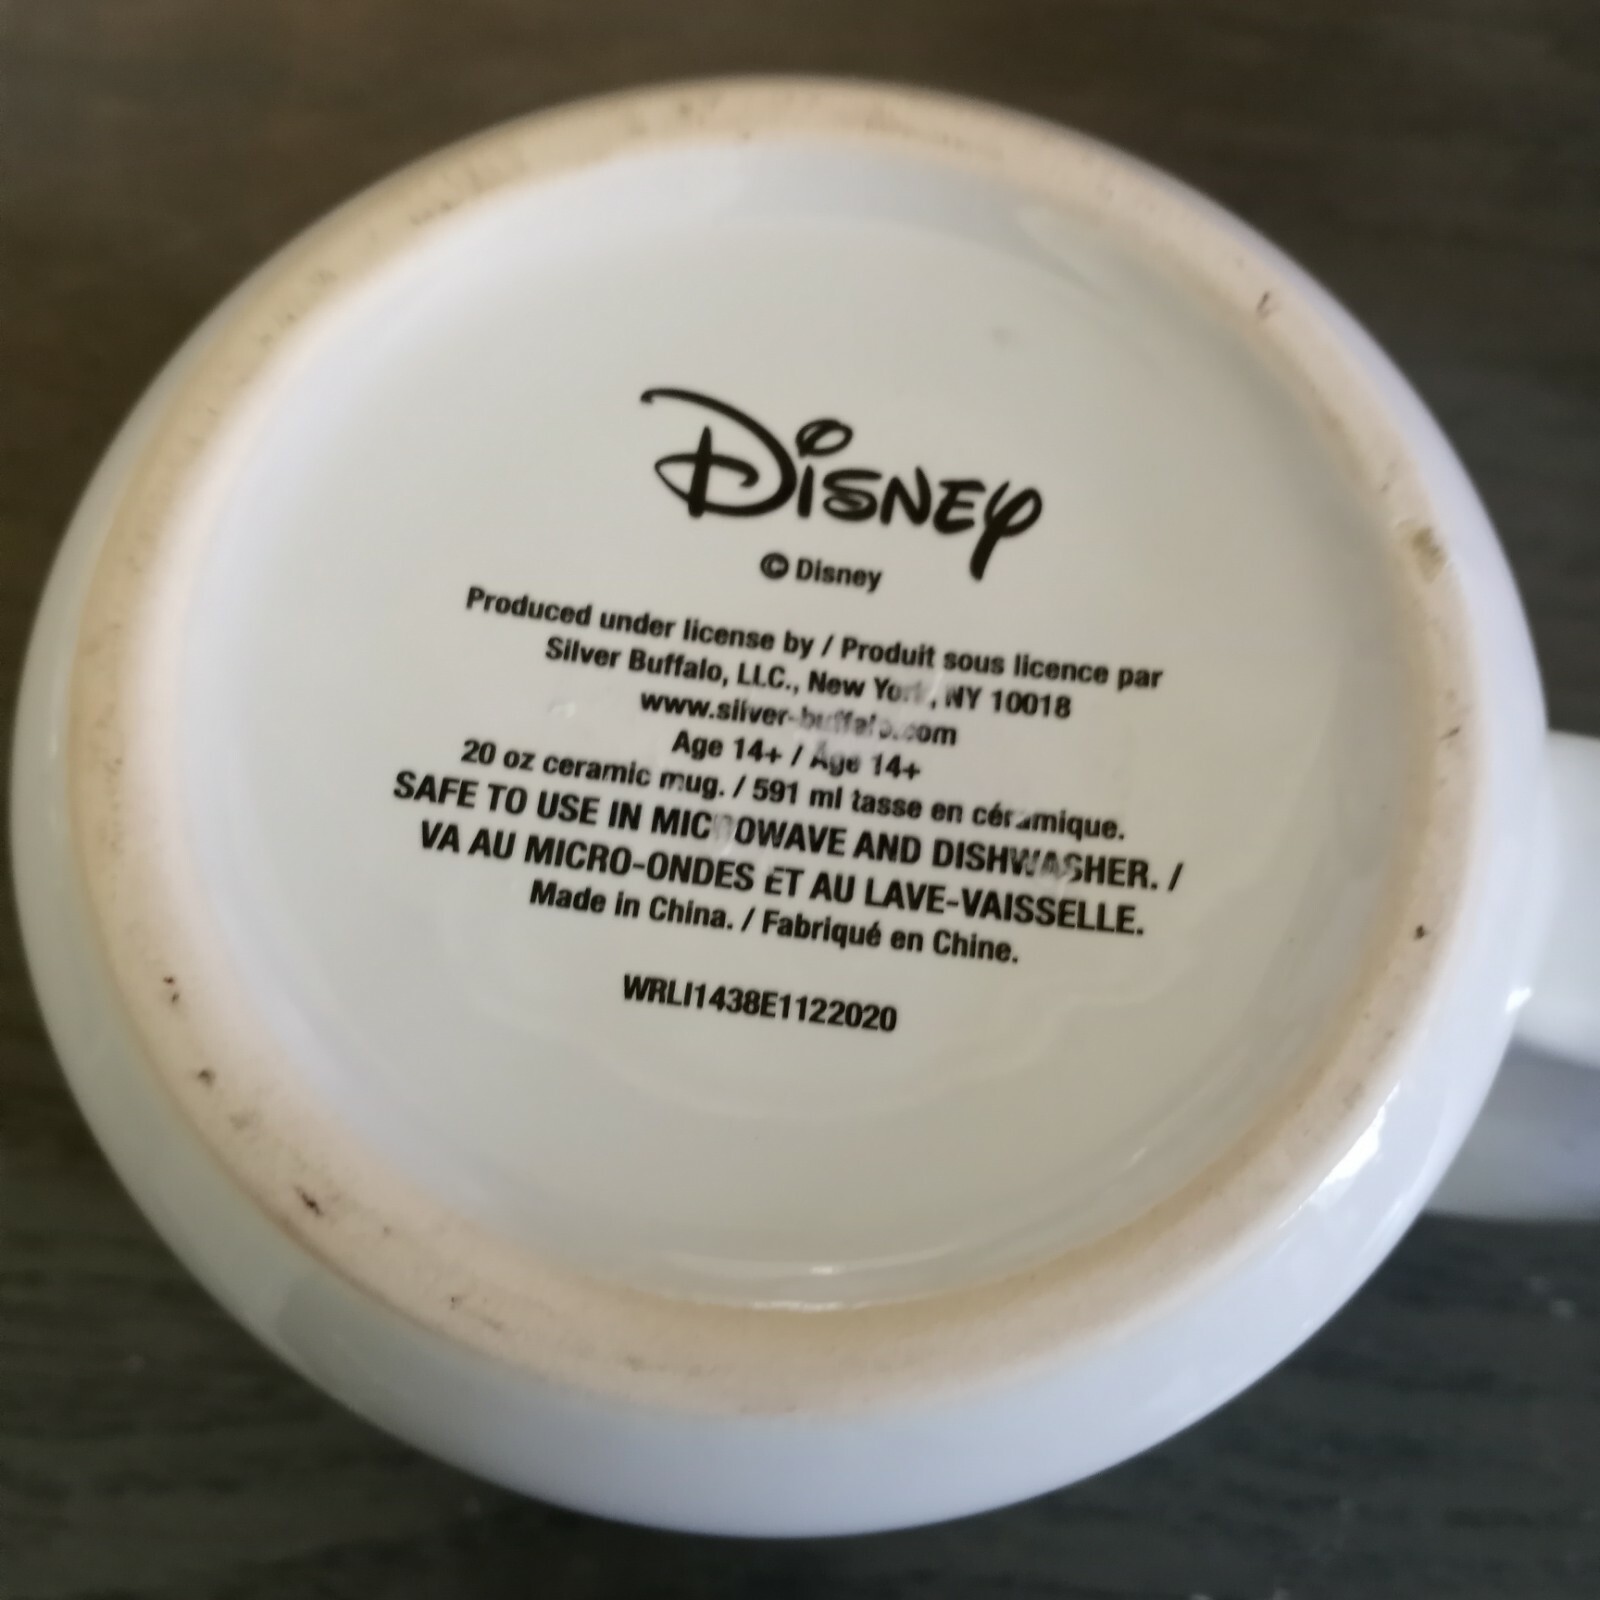 Disney
© Disney
Produced under license by / Produit sous licence par
Silver Buffalo, LLC., New York, NY 10018
www.silver-buffalo.com
Age 14+ / Âge 14+
20 oz ceramic mug. / 591 ml tasse en céramique.
SAFE TO USE IN MICROWAVE AND DISHWASHER. /
VA AU MICRO-ONDES ET AU LAVE-VAISSELLE.
Made in China. / Fabriqué en Chine.
WRLI1438E1122020